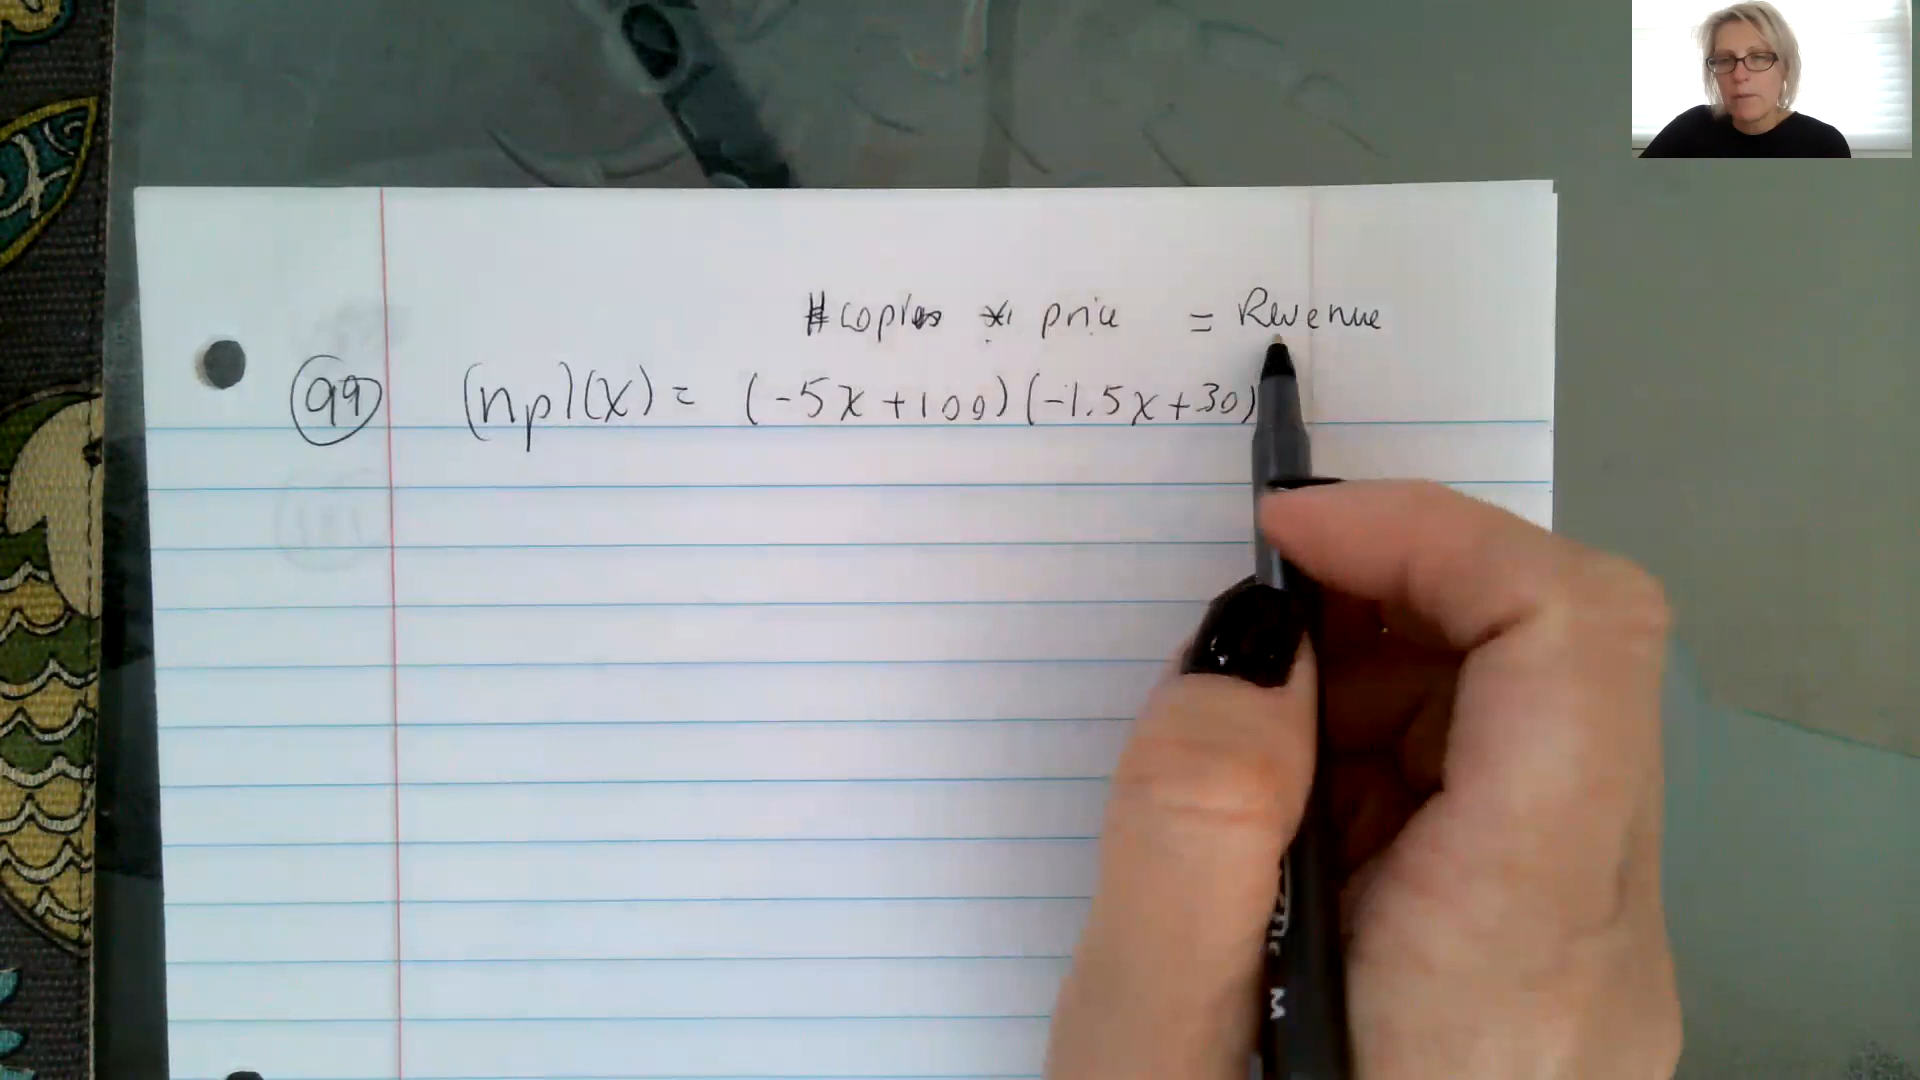 # copies * price = Revenue
99 (np)(x) = (-5x+100)(-1.5x+30)
M